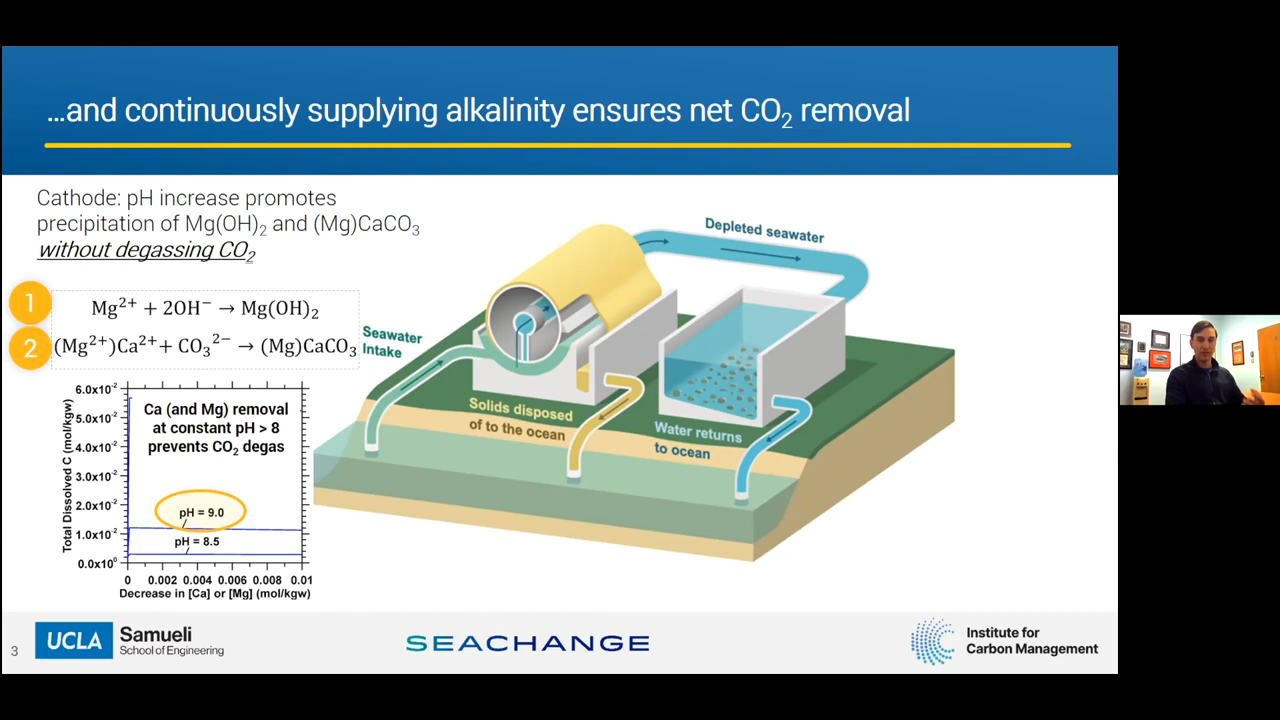 ...and continuously supplying alkalinity ensures net CO₂ removal
Cathode: pH increase promotes
precipitation of Mg(OH)₂ and (Mg)CaCO₃
without degassing CO₂
1
Mg²⁺ + 2OH⁻ → Mg(OH)₂
2
(Mg²⁺)Ca²⁺ + CO₃²⁻ → (Mg)CaCO₃
Depleted seawater
Seawater
Intake
Solids disposed
of to the ocean
Water returns
to ocean
Ca (and Mg) removal
at constant pH > 8
prevents CO₂ degas
Total Dissolved C (mol/kgw)
6.0x10⁻²
5.0x10⁻²
4.0x10⁻²
3.0x10⁻²
2.0x10⁻²
1.0x10⁻²
0.0x10⁰
pH = 9.0
pH = 8.5
0 0.002 0.004 0.006 0.008 0.01
Decrease in [Ca] or [Mg] (mol/kgw)
3
UCLA
Samueli
School of Engineering
SEACHANGE
Institute for
Carbon Management